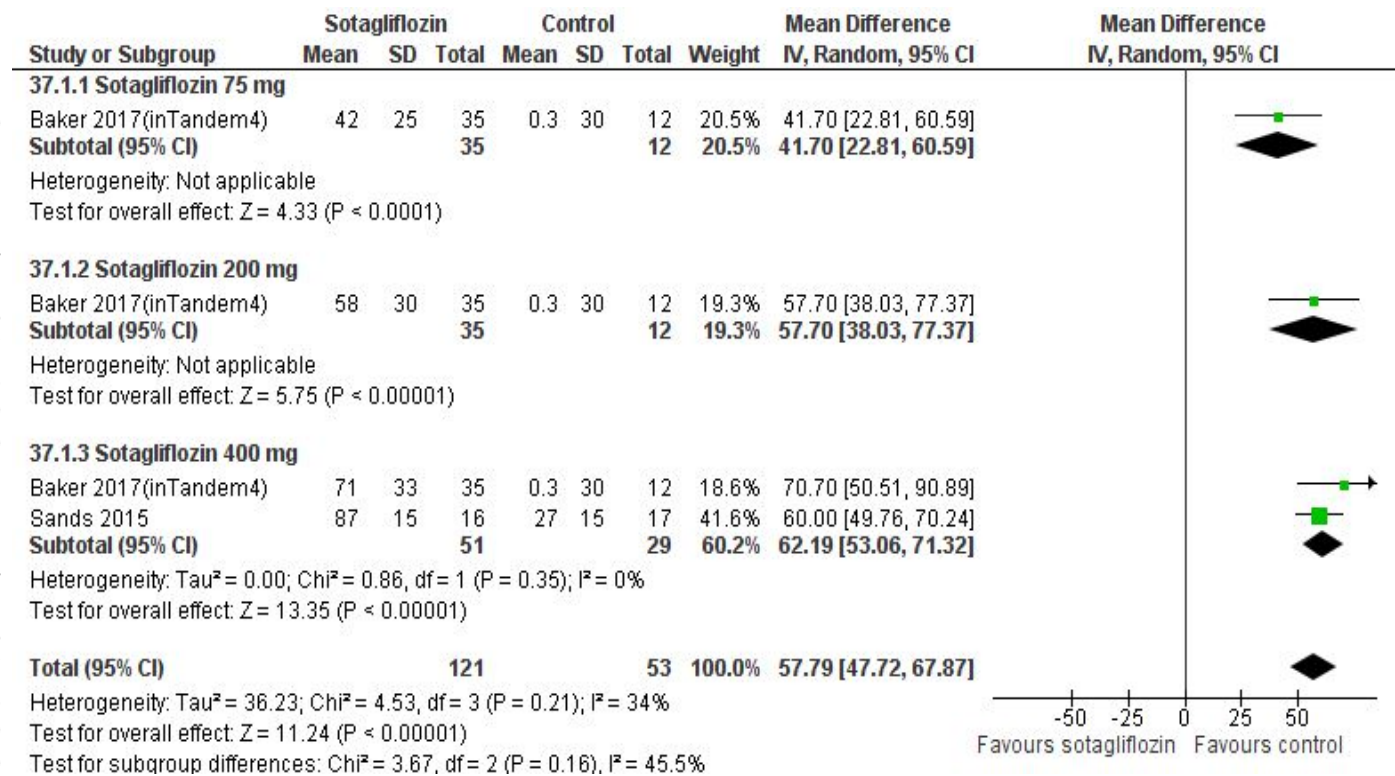 Sotagliflozin Control Mean Difference Mean Difference
Study or Subgroup Mean SD Total Mean SD Total Weight IV, Random, 95% CI IV, Random, 95% CI
37.1.1 Sotagliflozin 75 mg
Baker 2017(inTandem4) 42 25 35 0.3 30 12 20.5% 41.70 [22.81, 60.59]
Subtotal (95% CI) 35 12 20.5% 41.70 [22.81, 60.59]
Heterogeneity: Not applicable
Test for overall effect: Z = 4.33 (P < 0.0001)
37.1.2 Sotagliflozin 200 mg
Baker 2017(inTandem4) 58 30 35 0.3 30 12 19.3% 57.70 [38.03, 77.37]
Subtotal (95% CI) 35 12 19.3% 57.70 [38.03, 77.37]
Heterogeneity: Not applicable
Test for overall effect: Z = 5.75 (P < 0.00001)
37.1.3 Sotagliflozin 400 mg
Baker 2017(inTandem4) 71 33 35 0.3 30 12 18.6% 70.70 [50.51, 90.89]
Sands 2015 87 15 16 27 15 17 41.6% 60.00 [49.76, 70.24]
Subtotal (95% CI) 51 29 60.2% 62.19 [53.06, 71.32]
Heterogeneity: Tau² = 0.00; Chi² = 0.86, df = 1 (P = 0.35); I² = 0%
Test for overall effect: Z = 13.35 (P < 0.00001)
Total (95% CI) 121 53 100.0% 57.79 [47.72, 67.87]
Heterogeneity: Tau² = 36.23; Chi² = 4.53, df = 3 (P = 0.21); I² = 34%
Test for overall effect: Z = 11.24 (P < 0.00001)
Test for subgroup differences: Chi² = 3.67, df = 2 (P = 0.16), I² = 45.5%
-50 -25 0 25 50
Favours sotagliflozin Favours control